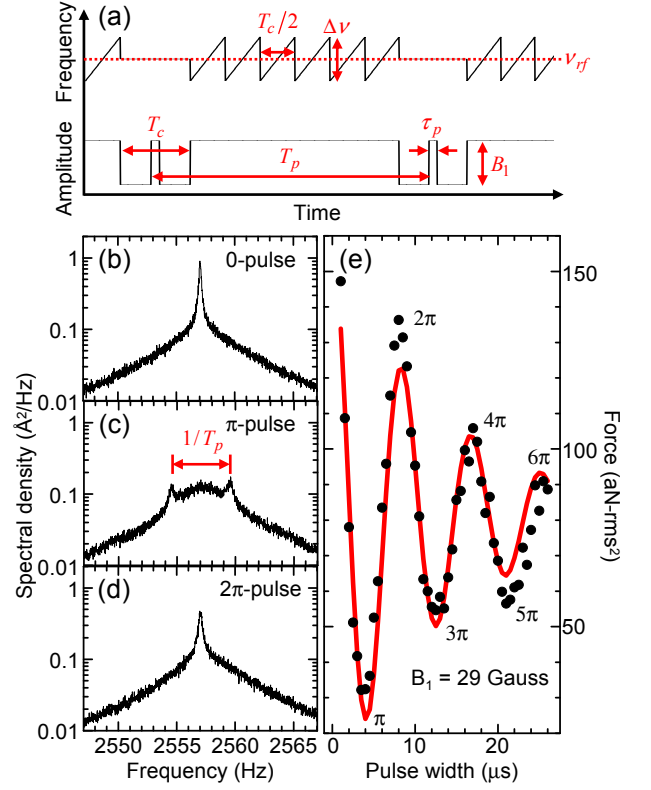 (a)
T_c/2
Δν
Frequency
ν_rf
T_c
τ_p
T_p
B_1
Amplitude
Time
(b)
0-pulse
1
0.1
0.01
(c)
π-pulse
1/T_p
1
0.1
0.01
(d)
2π-pulse
1
0.1
0.01
Spectral density (Å²/Hz)
2550 2555 2560 2565
Frequency (Hz)
(e)
2π
4π
6π
π
3π
5π
B₁ = 29 Gauss
150
100
50
Force (aN-rms²)
0 10 20
Pulse width (μs)